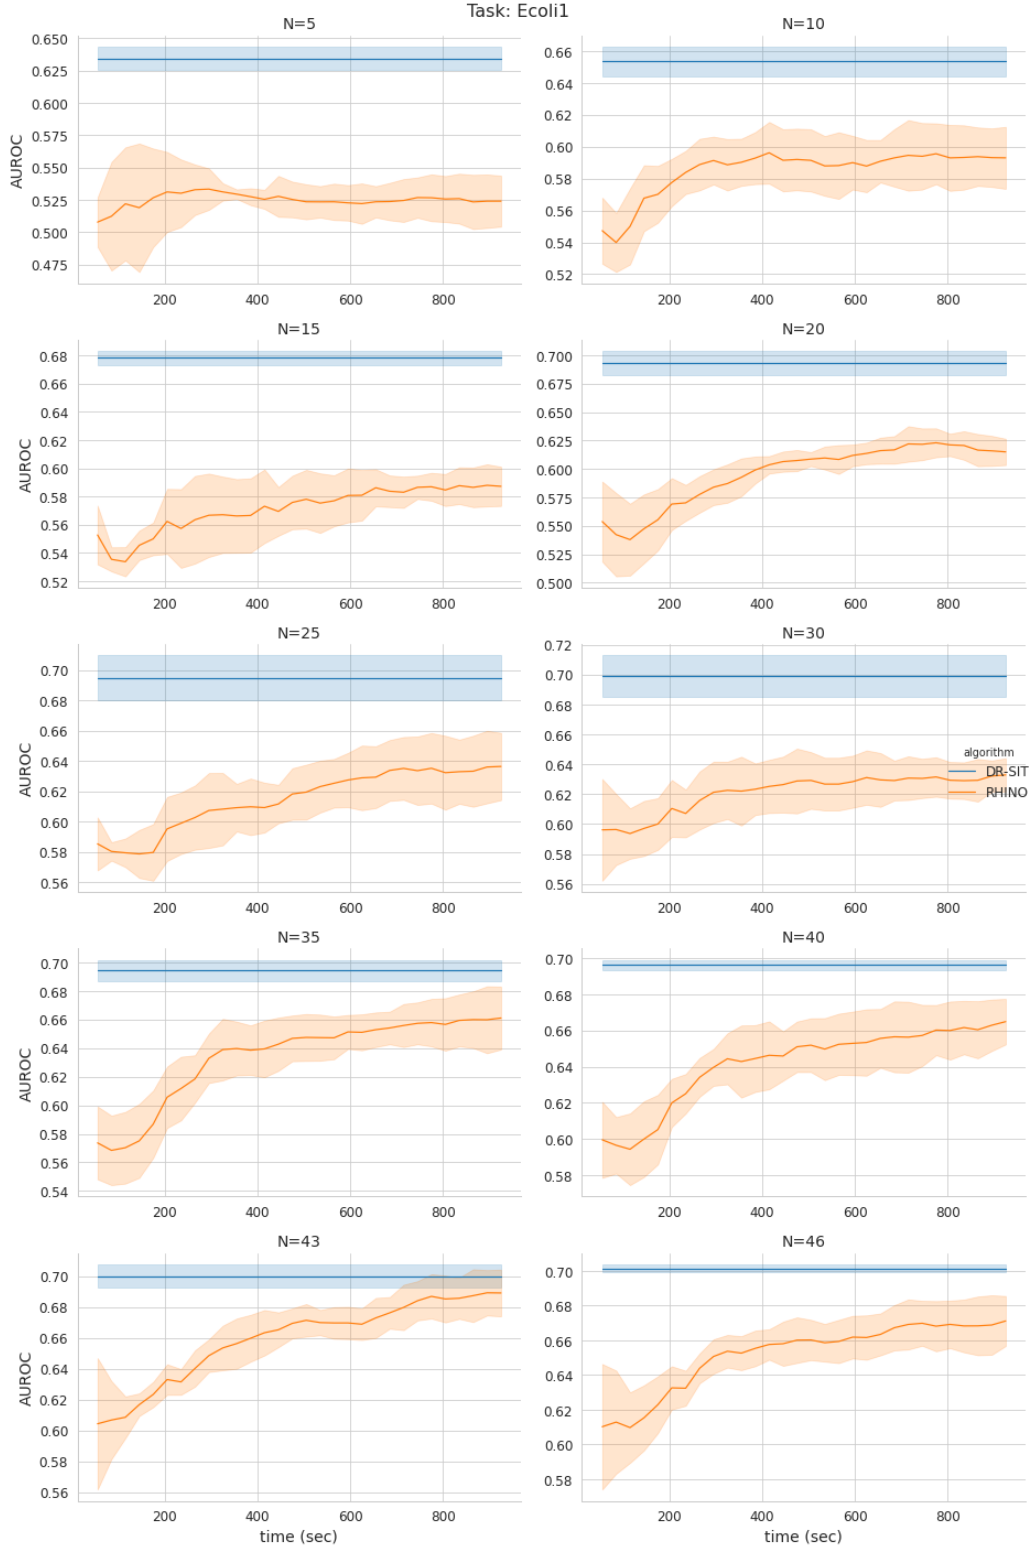 Task: Ecoli1
N=5
N=10
0.650
0.625
0.600
0.575
0.550
0.525
0.500
0.475
AUROC
200 400 600 800
0.66
0.64
0.62
0.60
0.58
0.56
0.54
0.52
200 400 600 800
N=15
N=20
0.68
0.66
0.64
0.62
0.60
0.58
0.56
0.54
0.52
AUROC
200 400 600 800
0.700
0.675
0.650
0.625
0.600
0.575
0.550
0.525
0.500
200 400 600 800
N=25
N=30
0.70
0.68
0.66
0.64
0.62
0.60
0.58
0.56
AUROC
200 400 600 800
0.72
0.70
0.68
0.66
0.64
0.62
0.60
0.58
0.56
200 400 600 800
algorithm
DR-SIT
RHINO
N=35
N=40
0.70
0.68
0.66
0.64
0.62
0.60
0.58
0.56
0.54
AUROC
200 400 600 800
0.70
0.68
0.66
0.64
0.62
0.60
0.58
200 400 600 800
N=43
N=46
0.70
0.68
0.66
0.64
0.62
0.60
0.58
0.56
AUROC
200 400 600 800
time (sec)
0.70
0.68
0.66
0.64
0.62
0.60
0.58
200 400 600 800
time (sec)